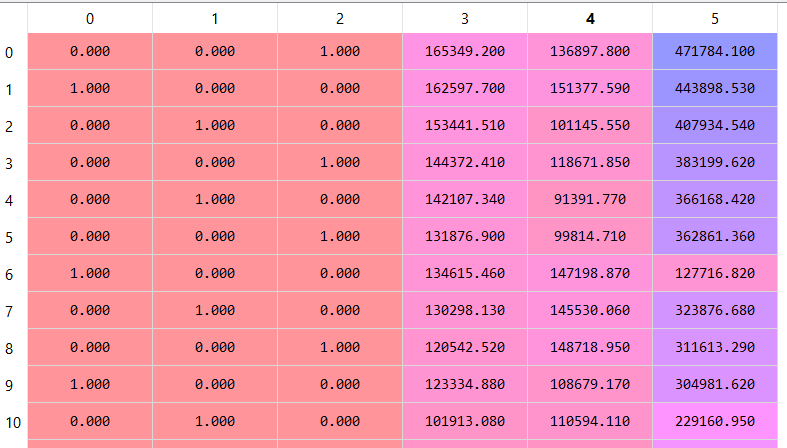 0 1 2 3 4 5
0 0.000 0.000 1.000 165349.200 136897.800 471784.100
1 1.000 0.000 0.000 162597.700 151377.590 443898.530
2 0.000 1.000 0.000 153441.510 101145.550 407934.540
3 0.000 0.000 1.000 144372.410 118671.850 383199.620
4 0.000 1.000 0.000 142107.340 91391.770 366168.420
5 0.000 0.000 1.000 131876.900 99814.710 362861.360
6 1.000 0.000 0.000 134615.460 147198.870 127716.820
7 0.000 1.000 0.000 130298.130 145530.060 323876.680
8 0.000 0.000 1.000 120542.520 148718.950 311613.290
9 1.000 0.000 0.000 123334.880 108679.170 304981.620
10 0.000 1.000 0.000 101913.080 110594.110 229160.950